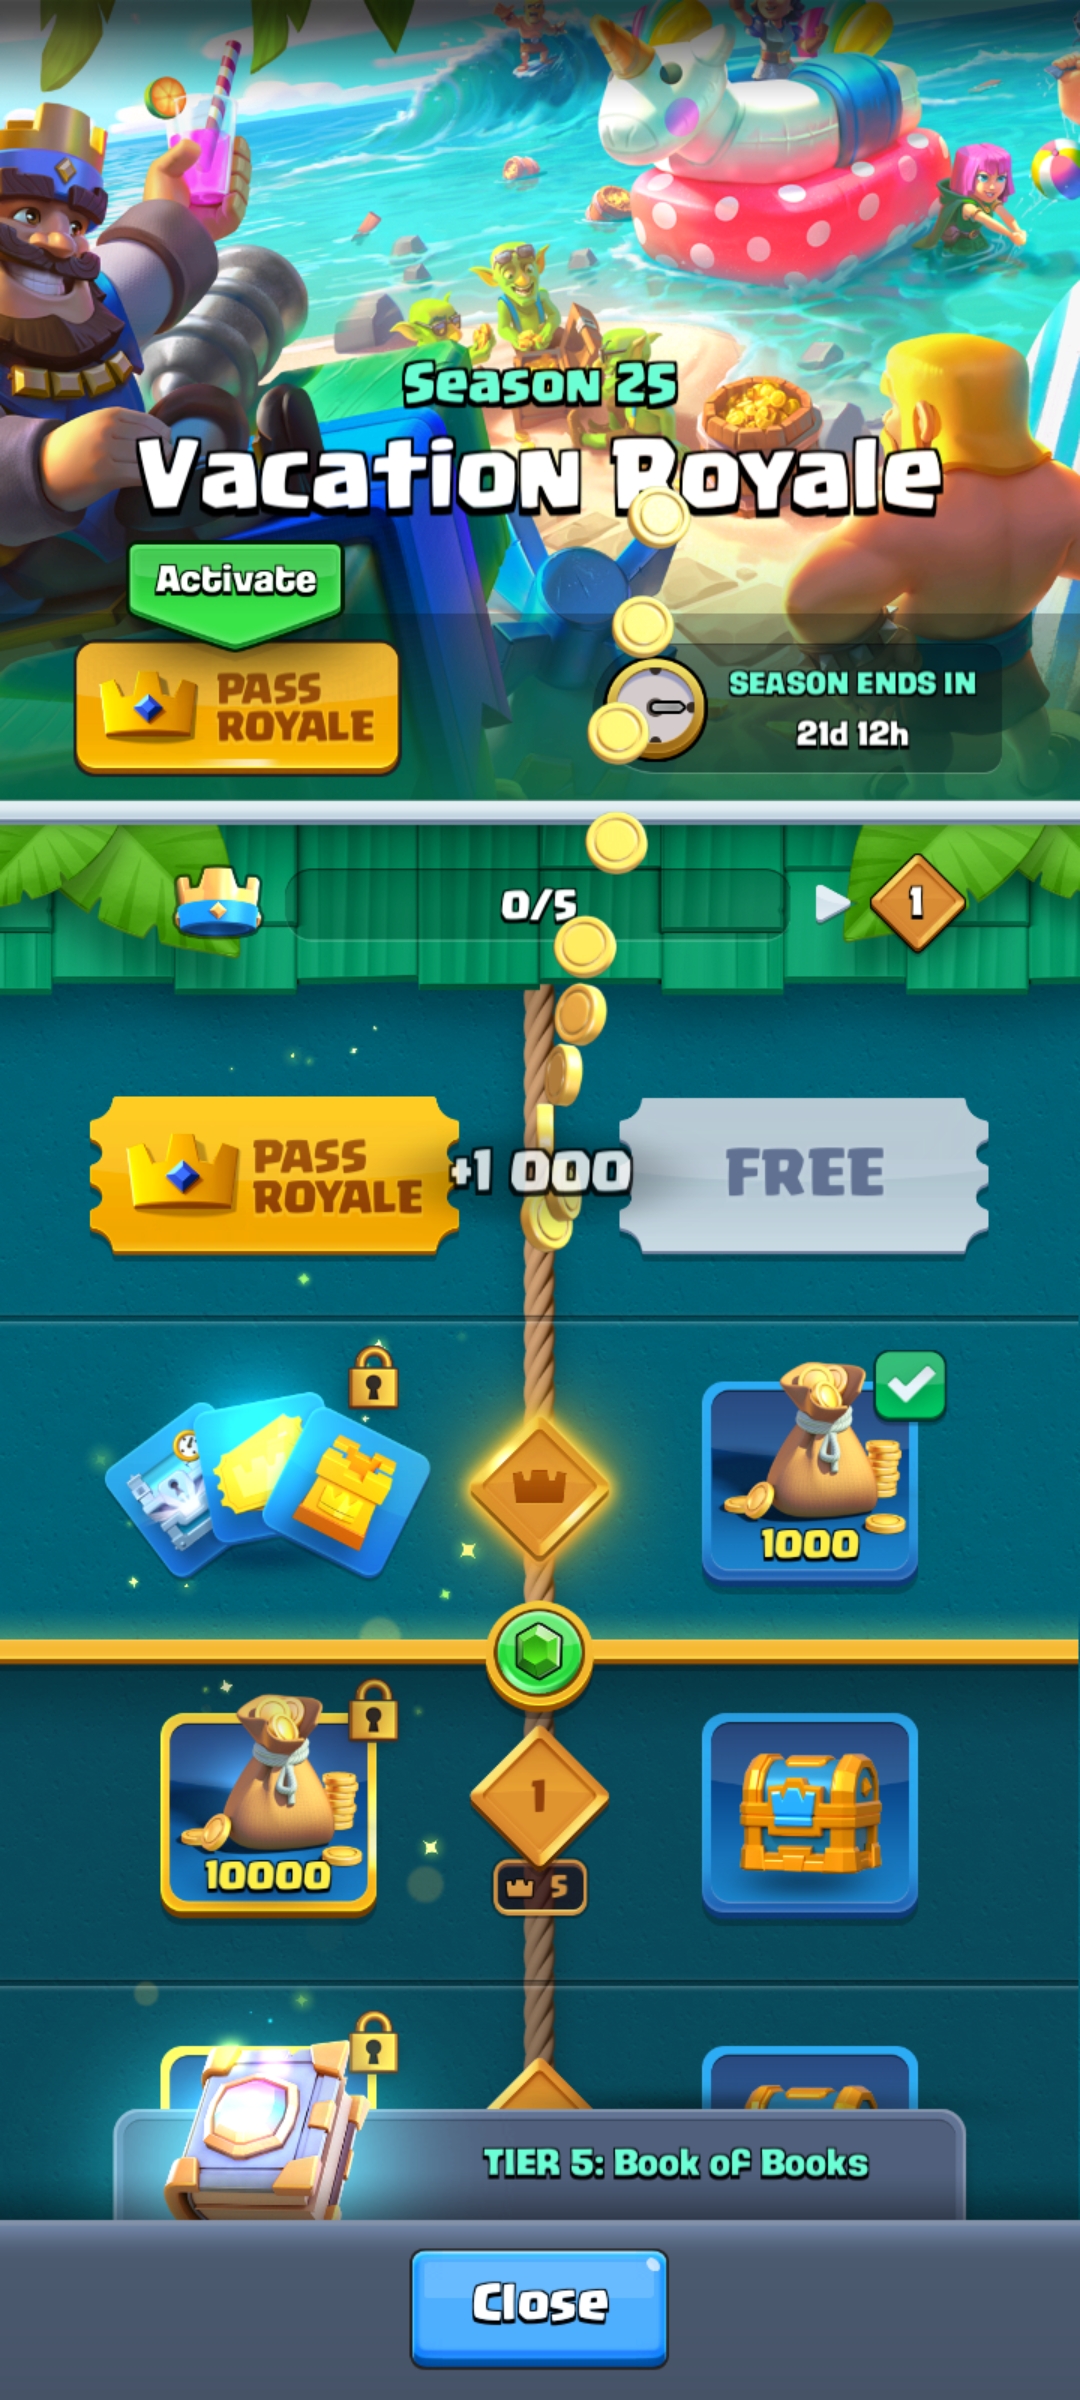 Season 25
Vacation Royale
Activate
PASS
ROYALE
SEASON ENDS IN
21d 12h
0/5
1
PASS
ROYALE
+1 000
FREE
1000
10000
1
5
TIER 5: Book of Books
Close